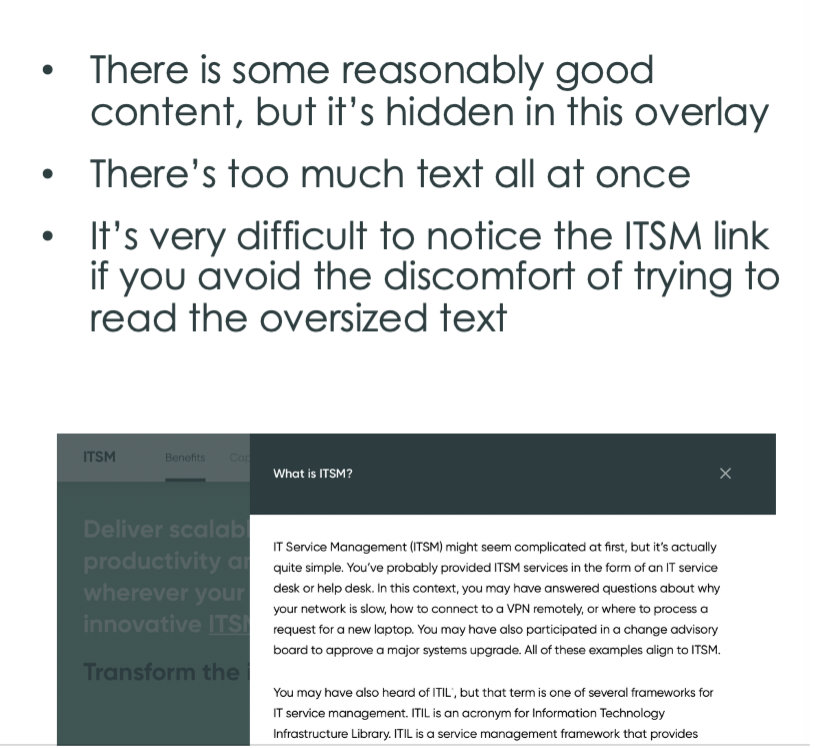 • There is some reasonably good
content, but it's hidden in this overlay
• There's too much text all at once
• It's very difficult to notice the ITSM link
if you avoid the discomfort of trying to
read the oversized text
ITSM Benefits
What is ITSM?
Deliver
productivity
wherever your
innovative
Transform the
IT Service Management (ITSM) might seem complicated at first, but it's actually
quite simple. You've probably provided ITSM services in the form of an IT service
desk or help desk. In this context, you may have answered questions about why
your network is slow, how to connect to a VPN remotely, or where to process a
request for a new laptop. You may have also participated in a change advisory
board to approve a major systems upgrade. All of these examples align to ITSM.
You may have also heard of ITIL, but that term is one of several frameworks for
IT service management. ITIL is an acronym for Information Technology
Infrastructure Library. ITIL is a service management framework that provides